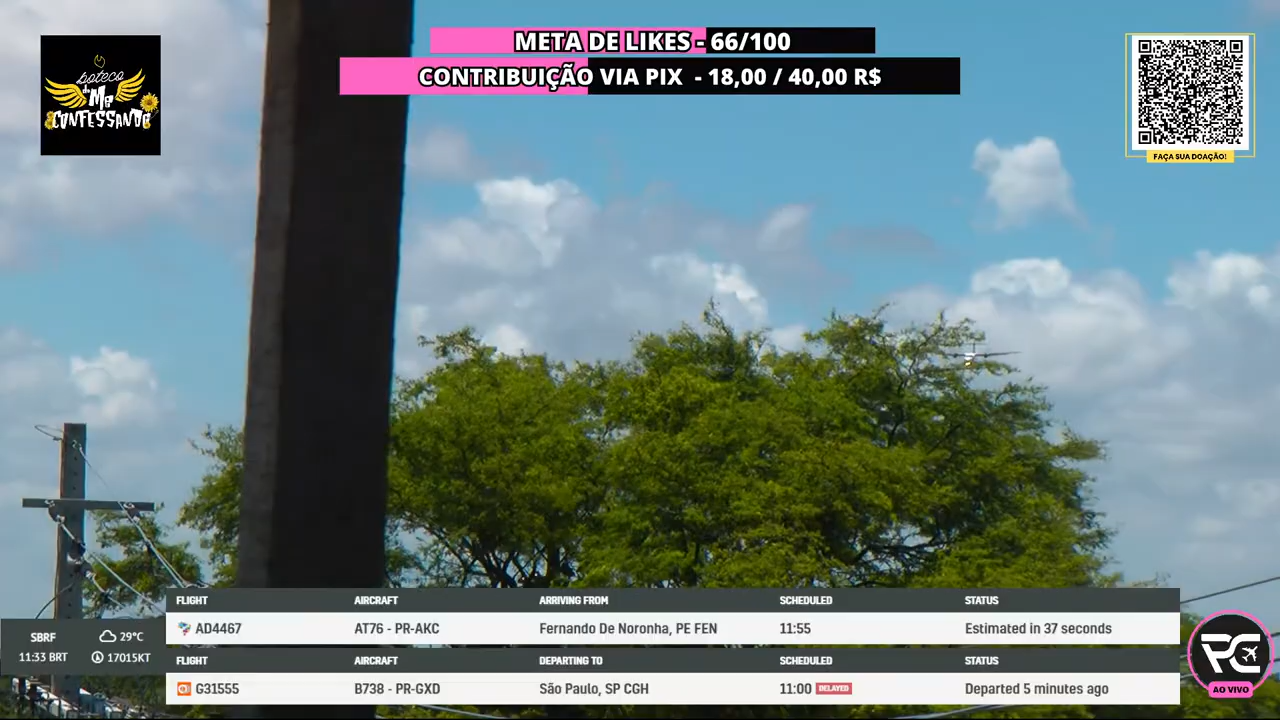 META DE LIKES - 66/100
CONTRIBUIÇÃO VIA PIX - 18,00 / 40,00 R$
boteco
do
Me
CONFESSANDO
FAÇA SUA DOAÇÃO!
FLIGHT AIRCRAFT ARRIVING FROM SCHEDULED STATUS
AD4467 AT76 - PR-AKC Fernando De Noronha, PE FEN 11:55 Estimated in 37 seconds
SBRF 29°C
11:33 BRT 17015KT
FLIGHT AIRCRAFT DEPARTING TO SCHEDULED STATUS
G31555 B738 - PR-GXD São Paulo, SP CGH 11:00 DELAYED Departed 5 minutes ago
RC
AO VIVO